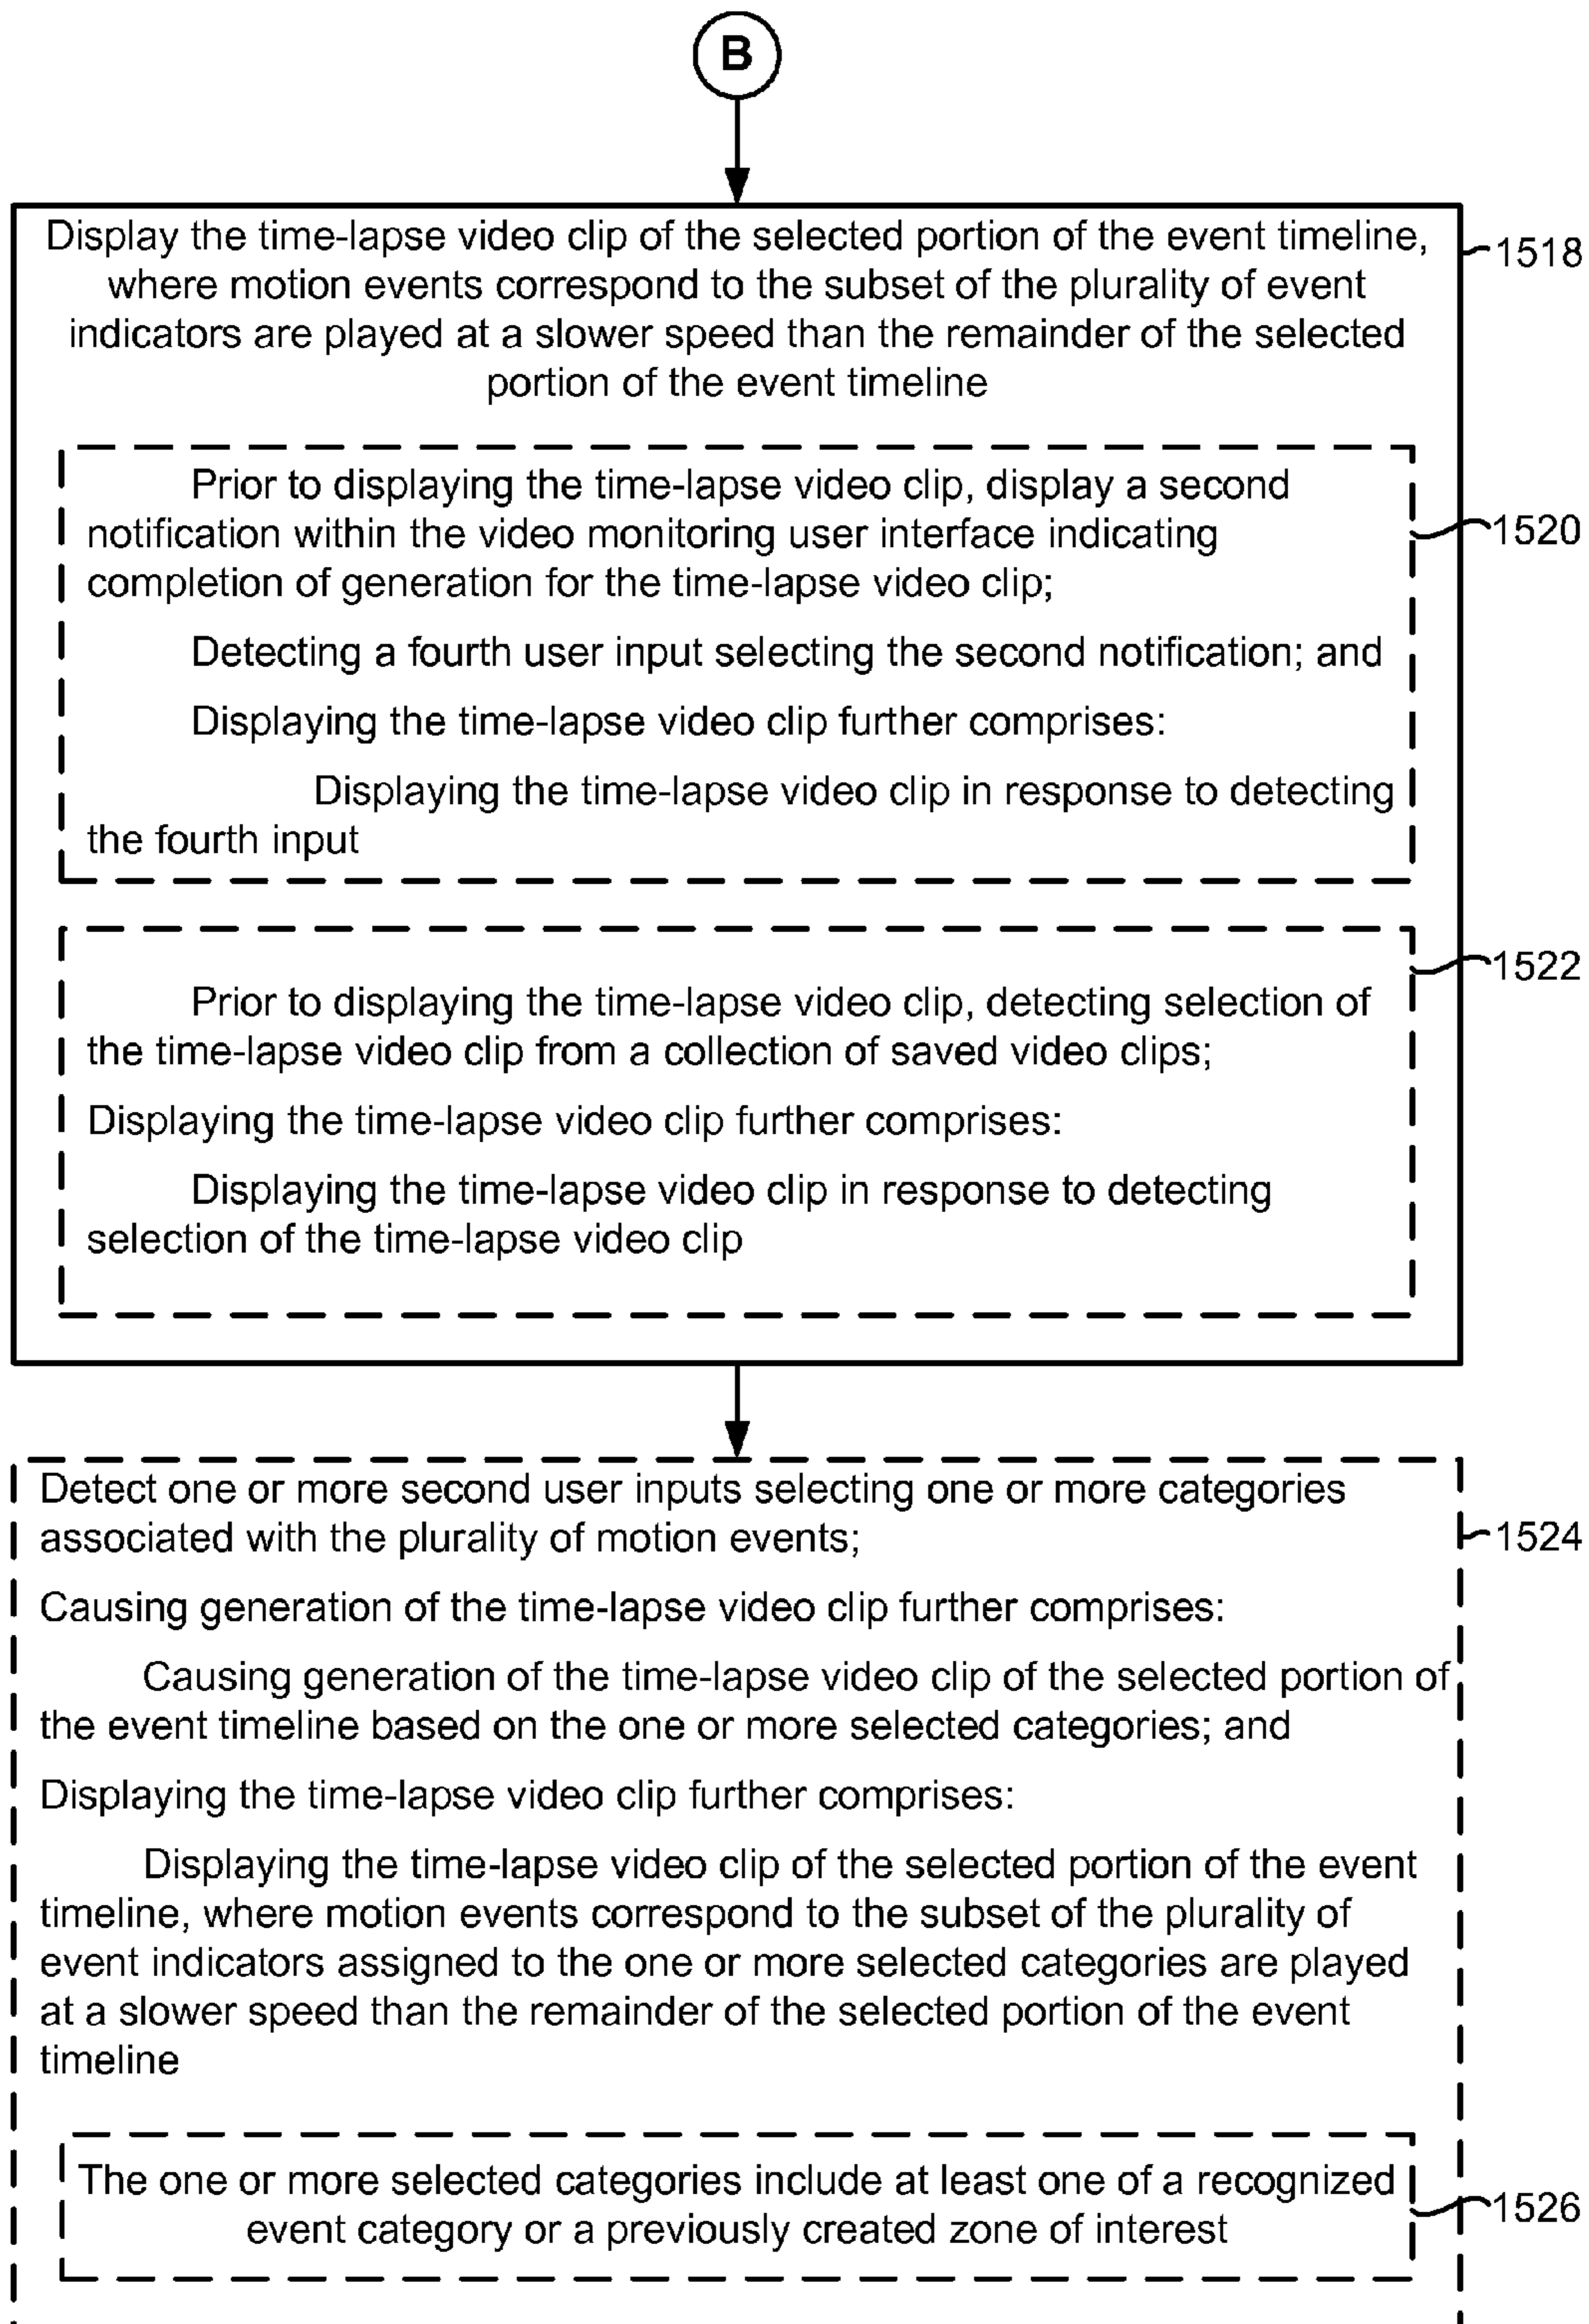 B
Display the time-lapse video clip of the selected portion of the event timeline,
where motion events correspond to the subset of the plurality of event
indicators are played at a slower speed than the remainder of the selected
portion of the event timeline
1518
Prior to displaying the time-lapse video clip, display a second
notification within the video monitoring user interface indicating
completion of generation for the time-lapse video clip;
1520
Detecting a fourth user input selecting the second notification; and
Displaying the time-lapse video clip further comprises:
Displaying the time-lapse video clip in response to detecting
the fourth input
1522
Prior to displaying the time-lapse video clip, detecting selection of
the time-lapse video clip from a collection of saved video clips;
Displaying the time-lapse video clip further comprises:
Displaying the time-lapse video clip in response to detecting
selection of the time-lapse video clip
Detect one or more second user inputs selecting one or more categories
associated with the plurality of motion events;
1524
Causing generation of the time-lapse video clip further comprises:
Causing generation of the time-lapse video clip of the selected portion of
the event timeline based on the one or more selected categories; and
Displaying the time-lapse video clip further comprises:
Displaying the time-lapse video clip of the selected portion of the event
timeline, where motion events correspond to the subset of the plurality of
event indicators assigned to the one or more selected categories are played
at a slower speed than the remainder of the selected portion of the event
timeline
The one or more selected categories include at least one of a recognized
event category or a previously created zone of interest
1526